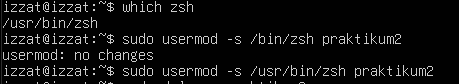 izzat@izzat:~$ which zsh
/usr/bin/zsh
izzat@izzat:~$ sudo usermod -s /bin/zsh praktikum2
usermod: no changes
izzat@izzat:~$ sudo usermod -s /usr/bin/zsh praktikum2